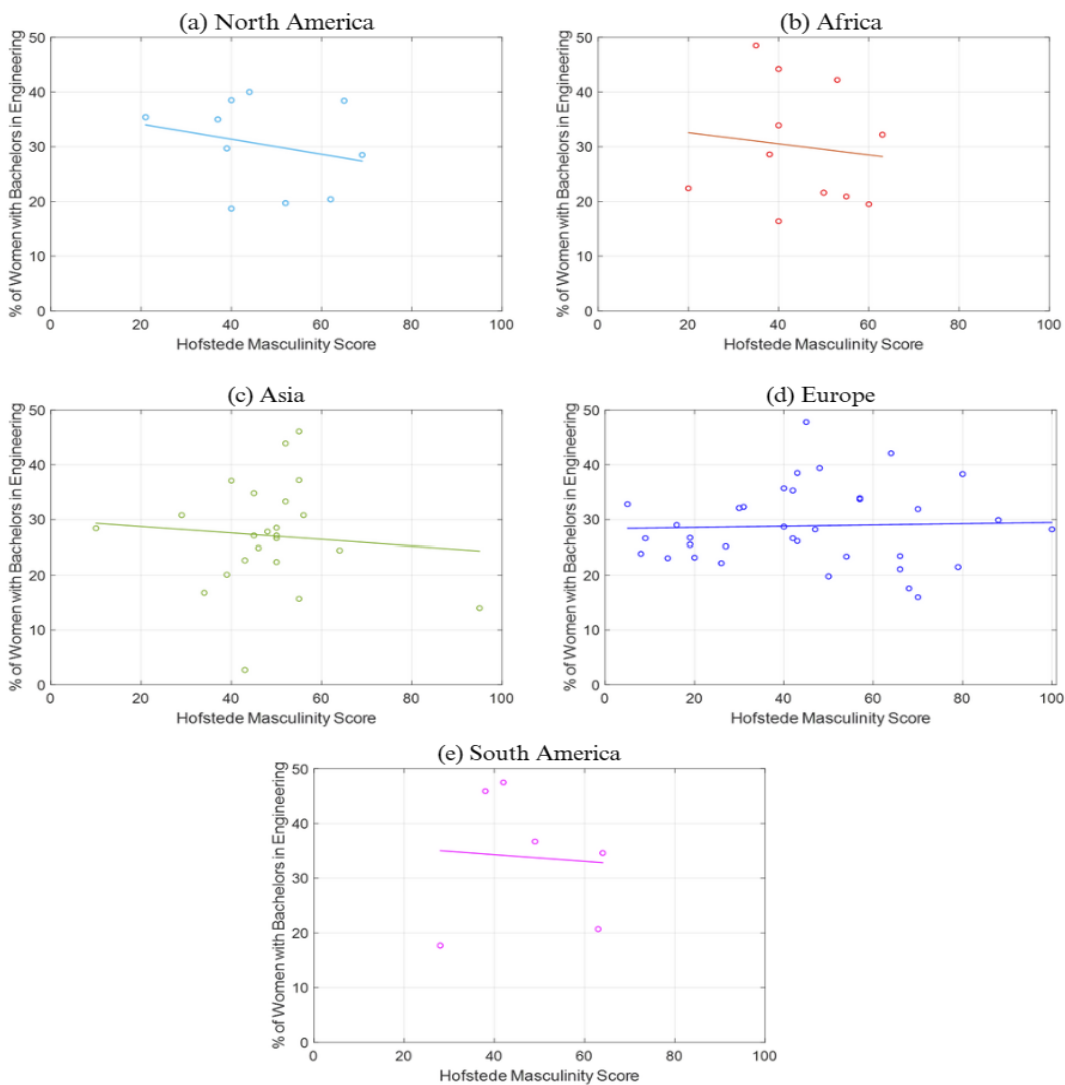 (a) North America
% of Women with Bachelors in Engineering
50
40
30
20
10
0
0 20 40 60 80 100
Hofstede Masculinity Score
(b) Africa
% of Women with Bachelors in Engineering
50
40
30
20
10
0
0 20 40 60 80 100
Hofstede Masculinity Score
(c) Asia
% of Women with Bachelors in Engineering
50
40
30
20
10
0
0 20 40 60 80 100
Hofstede Masculinity Score
(d) Europe
% of Women with Bachelors in Engineering
50
40
30
20
10
0
0 20 40 60 80 100
Hofstede Masculinity Score
(e) South America
% of Women with Bachelors in Engineering
50
40
30
20
10
0
0 20 40 60 80 100
Hofstede Masculinity Score